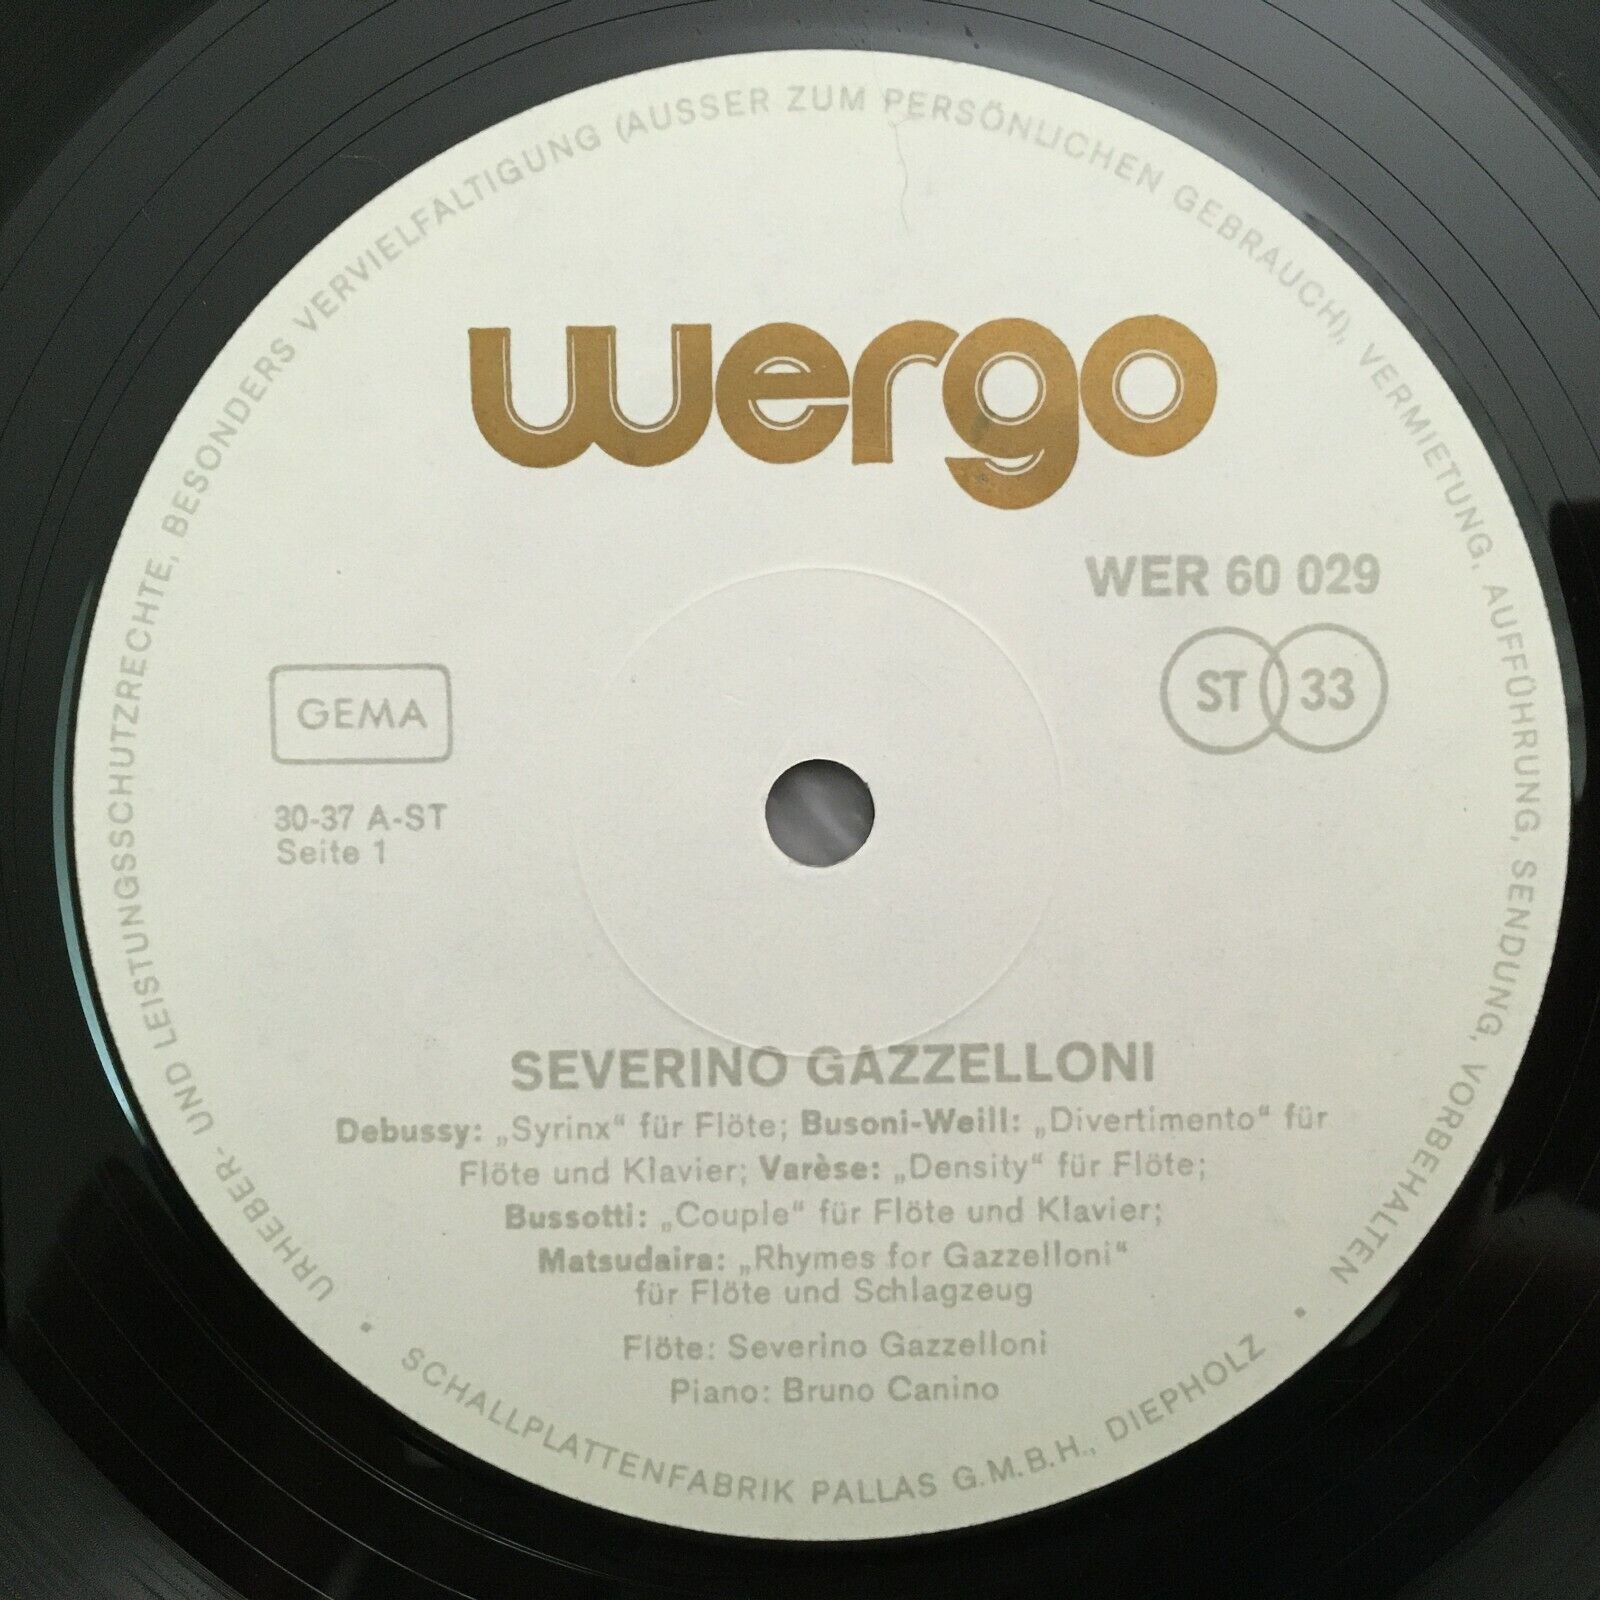 URHEBER- UND LEISTUNGSSCHUTZRECHTE, BESONDERS VERVIELFÄLTIGUNG (AUSSER ZUM PERSÖNLICHEN GEBRAUCH), VERMIETUNG, AUFFÜHRUNG, SENDUNG, VORBEHALTEN
wergo
WER 60 029
ST 33
GEMA
30-37 A-ST
Seite 1
SEVERINO GAZZELLONI
Debussy: „Syrinx“ für Flöte; Busoni-Weill: „Divertimento“ für
Flöte und Klavier; Varèse: „Density“ für Flöte;
Bussotti: „Couple“ für Flöte und Klavier;
Matsudaira: „Rhymes for Gazzelloni“
für Flöte und Schlagzeug
Flöte: Severino Gazzelloni
Piano: Bruno Canino
• SCHALLPLATTENFABRIK PALLAS G.M.B.H., DIEPHOLZ •